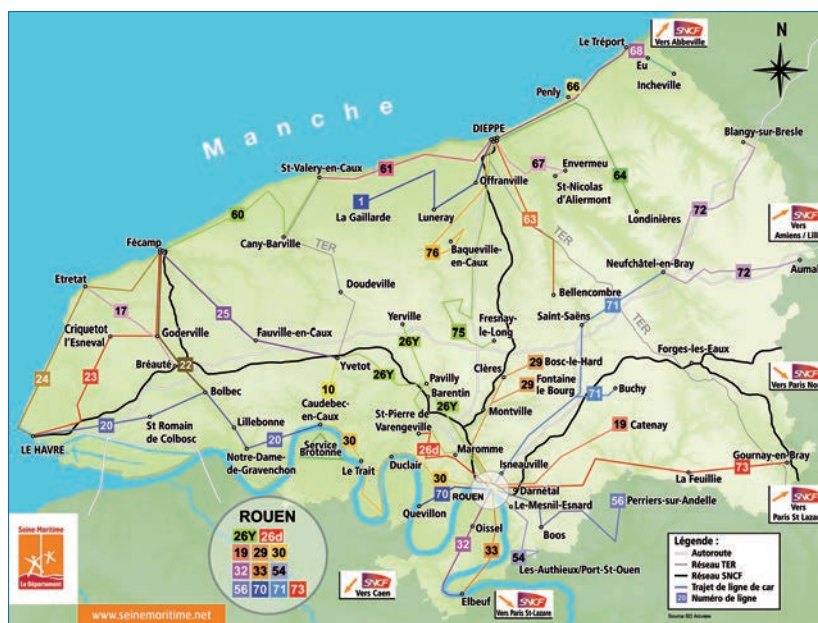 SNCF
Vers Abbeville
N
Le Tréport
68
Eu
Incheville
66
Penly
Manche
DIEPPE
Blangy-sur-Bresle
St-Valery-en-Caux
61
67
Envermeu
St-Nicolas
d'Aliermont
64
Offranville
1
La Gaillarde
Luneray
63
Londinières
72
60
SNCF
Vers
Amiens / Lill
Cany-Barville
TER
76
Baqueville-
en-Caux
TER
Fécamp
Neufchâtel-en-Bray
72
Aumal
Etretat
Doudeville
Bellencombre
71
17
25
Yerville
Fresnay-
le-Long
Saint-Saëns
Criquetot
l'Esneval
Goderville
Fauville-en-Caux
26Y
75
TER
Forges-les-Eaux
Bréauté
22
Yvetot
Clères
29
Bosc-le-Hard
SNCF
Vers Paris No
24
23
26Y
Pavilly
29
Fontaine
le Bourg
71
Buchy
Bolbec
10
Barentin
26Y
Caudebec-
en-Caux
St-Pierre de
Varengeville
Montville
20
St Romain
de Colbosc
Lillebonne
19
Catenay
LE HAVRE
20
Service
Brotonne
30
26d
Maromme
Gournay-en-Bray
Notre-Dame-
de-Gravenchon
Le Trait
Duclair
Isneauville
73
30
La Feuillie
70
ROUEN
Darnétal
SNCF
Vers
Paris St Lazar
Quevillon
Le-Mesnil-Esnard
56
Perriers-sur-Andelle
ROUEN
26Y 26d
19 29 30
32 33 54
56 70 71 73
Oissel
Boos
32
33
54
Les-Authieux/Port-St-Ouen
Légende :
Autoroute
Réseau TER
Réseau SNCF
Trajet de ligne de car
20 Numéro de ligne
Seine Maritime
Le Département
SNCF
Vers Caen
Elbeuf
SNCF
Vers Paris St-Lazare
www.seinemaritime.net
Source BD Arcview